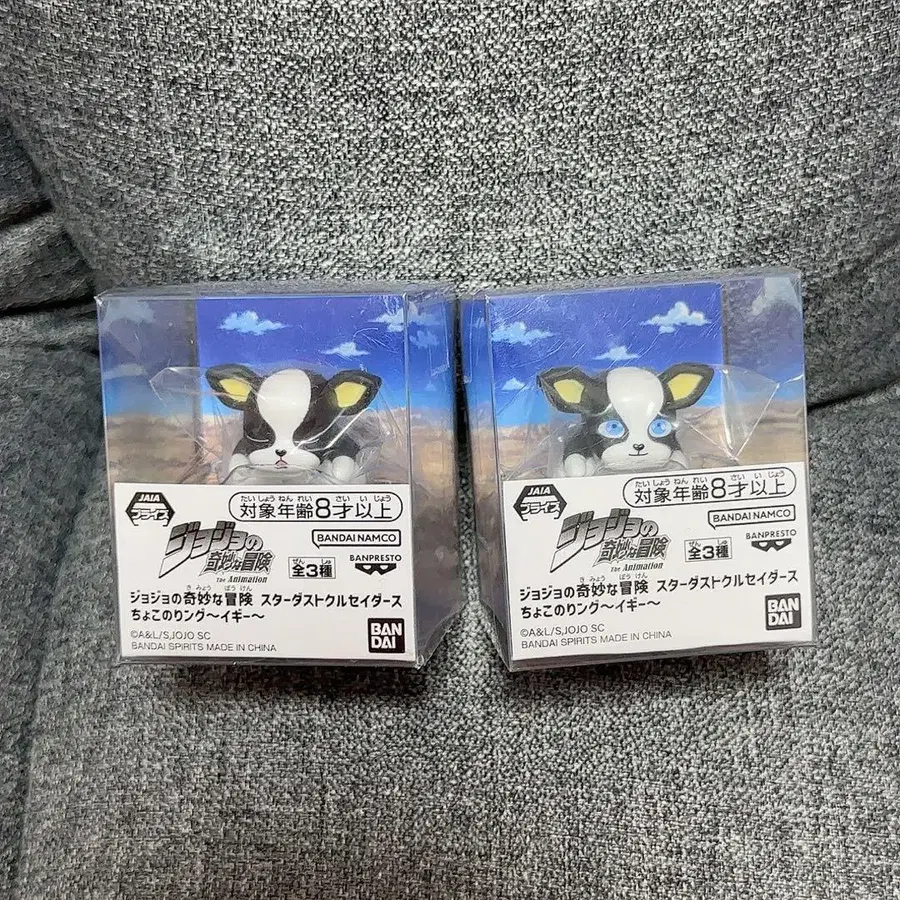 たいしょうねんれい さいいじょう
対象年齢8才以上
JAIA
プライズ
BANDAI NAMCO
ジョジョの
奇妙な冒険
The Animation
ぜん しゅ
全3種
BANPRESTO
きみょう ぼうけん
ジョジョの奇妙な冒険 スターダストクルセイダース
ちょこのりング〜イギー〜
©A&L/S,JOJO SC
BANDAI SPIRITS MADE IN CHINA
BAN
DAI
たいしょうねんれい さいいじょう
対象年齢8才以上
JAIA
プライズ
BANDAI NAMCO
ジョジョの
奇妙な冒険
The Animation
ぜん しゅ
全3種
BANPRESTO
きみょう ぼうけん
ジョジョの奇妙な冒険 スターダストクルセイダース
ちょこのりング〜イギー〜
©A&L/S,JOJO SC
BANDAI SPIRITS MADE IN CHINA
BAN
DAI